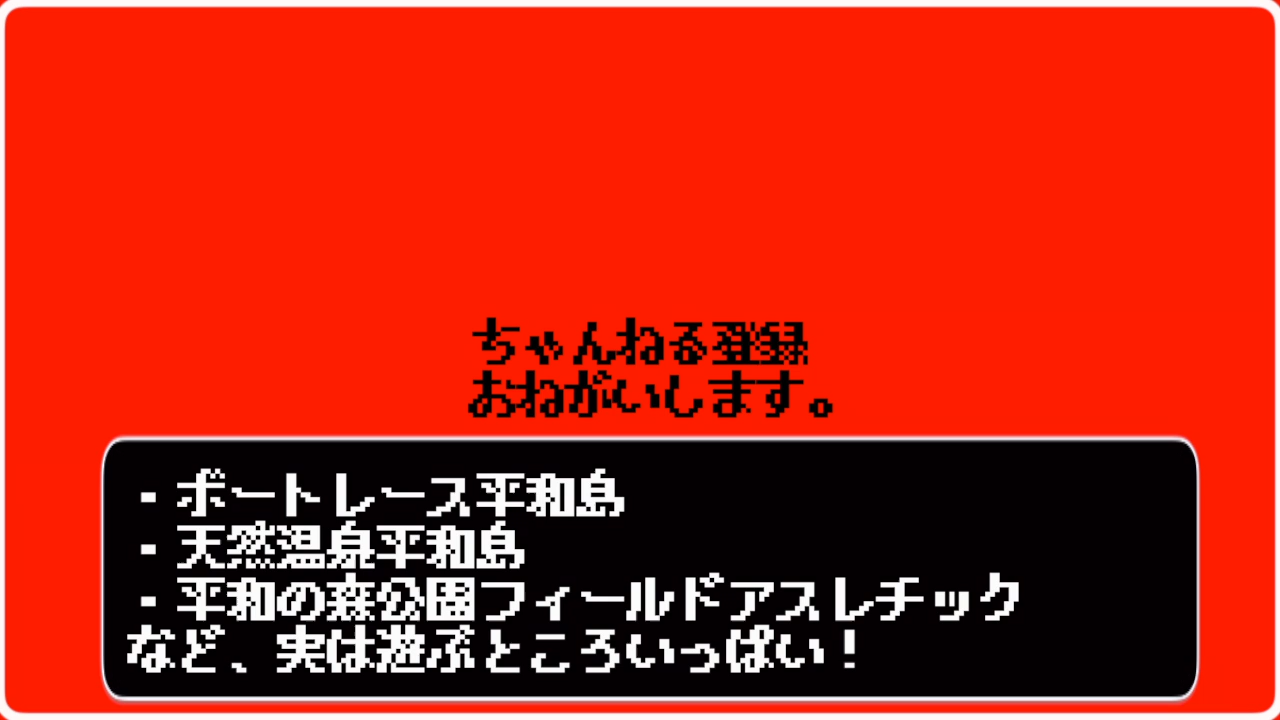 ちゃんねる登録
おねがいします。
- ボートレース平和島
- 天然温泉平和島
- 平和の森公園フィールドアスレチック
など、実は遊ぶところいっぱい！